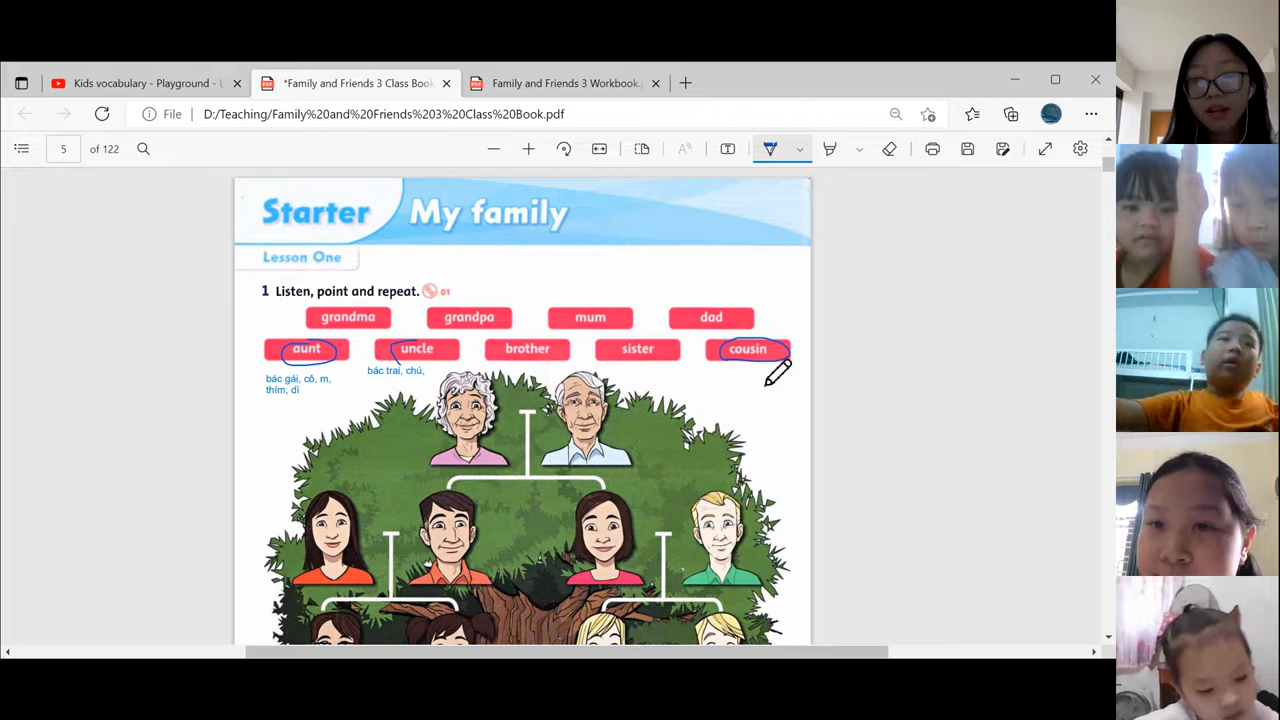 Kids vocabulary - Playground - L
*Family and Friends 3 Class Book
Family and Friends 3 Workbook.p
File D:/Teaching/Family%20and%20Friends%203%20Class%20Book.pdf
5 of 122
Starter My family
Lesson One
1 Listen, point and repeat. 01
grandma grandpa mum dad
aunt uncle brother sister cousin
bác gái, cô, m,
thím, dì
bác trai, chú,